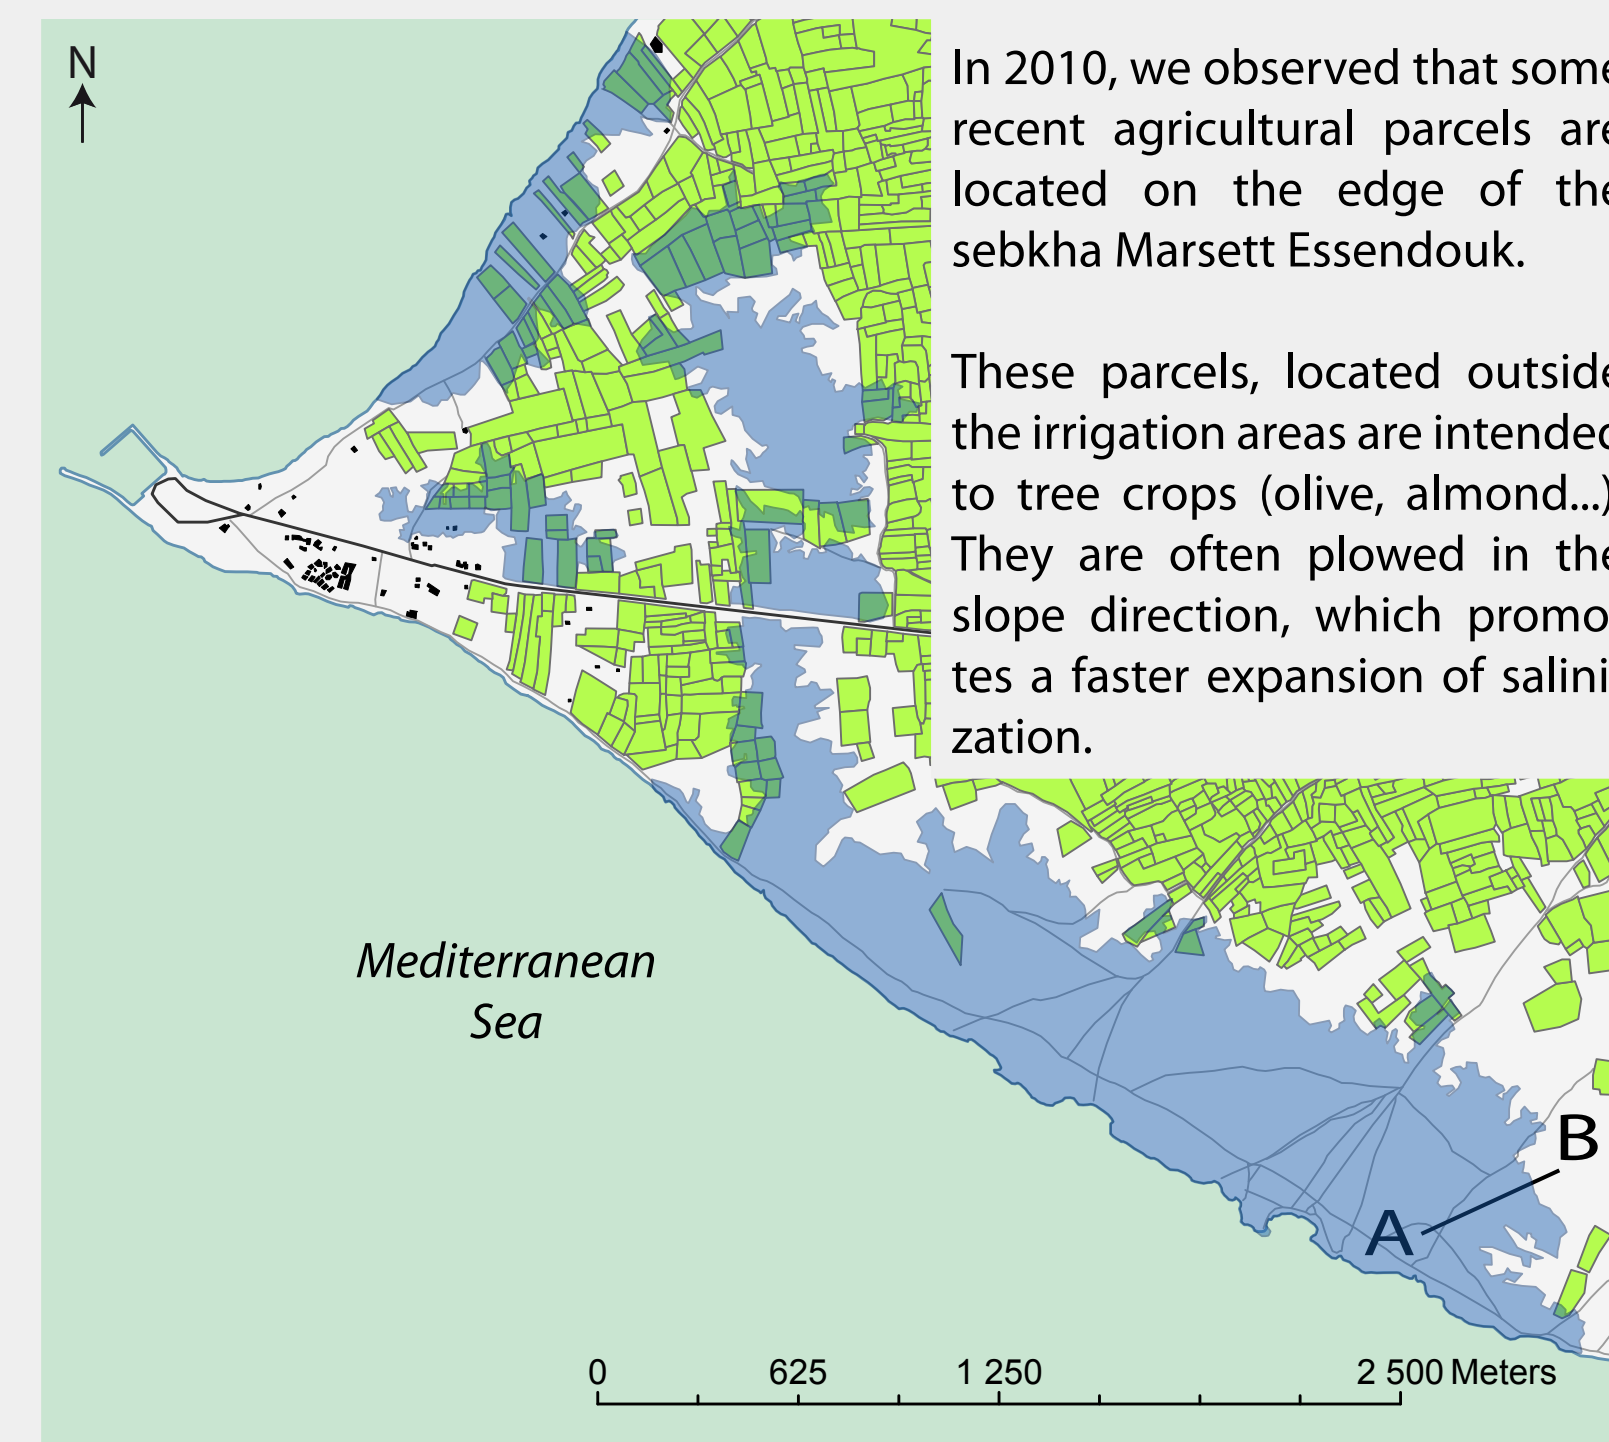 N
In 2010, we observed that some
recent agricultural parcels are
located on the edge of the
sebkha Marsett Essendouk.
These parcels, located outside
the irrigation areas are intended
to tree crops (olive, almond...)
They are often plowed in the
slope direction, which promo-
tes a faster expansion of salini-
zation.
Mediterranean
Sea
B
A
0 625 1 250 2 500 Meters